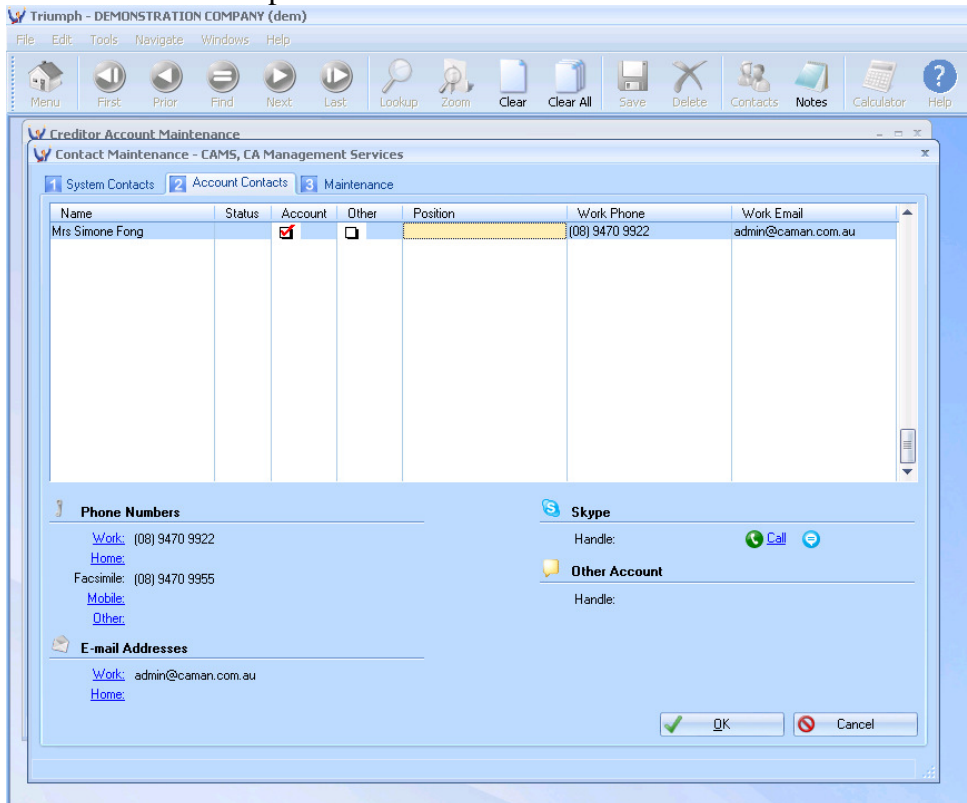 Triumph - DEMONSTRATION COMPANY (dem)
File Edit Tools Navigate Windows Help
Menu First Prior Find Next Last Lookup Zoom Clear Clear All Save Delete Contacts Notes Calculator Help
Creditor Account Maintenance
Contact Maintenance - CAMS, CA Management Services
1 System Contacts 2 Account Contacts 3 Maintenance
Name Status Account Other Position Work Phone Work Email
Mrs Simone Fong (08) 9470 9922 admin@caman.com.au
Phone Numbers
Work: (08) 9470 9922
Home:
Facsimile: (08) 9470 9955
Mobile:
Other:
E-mail Addresses
Work: admin@caman.com.au
Home:
Skype
Handle: Call
Other Account
Handle:
OK Cancel